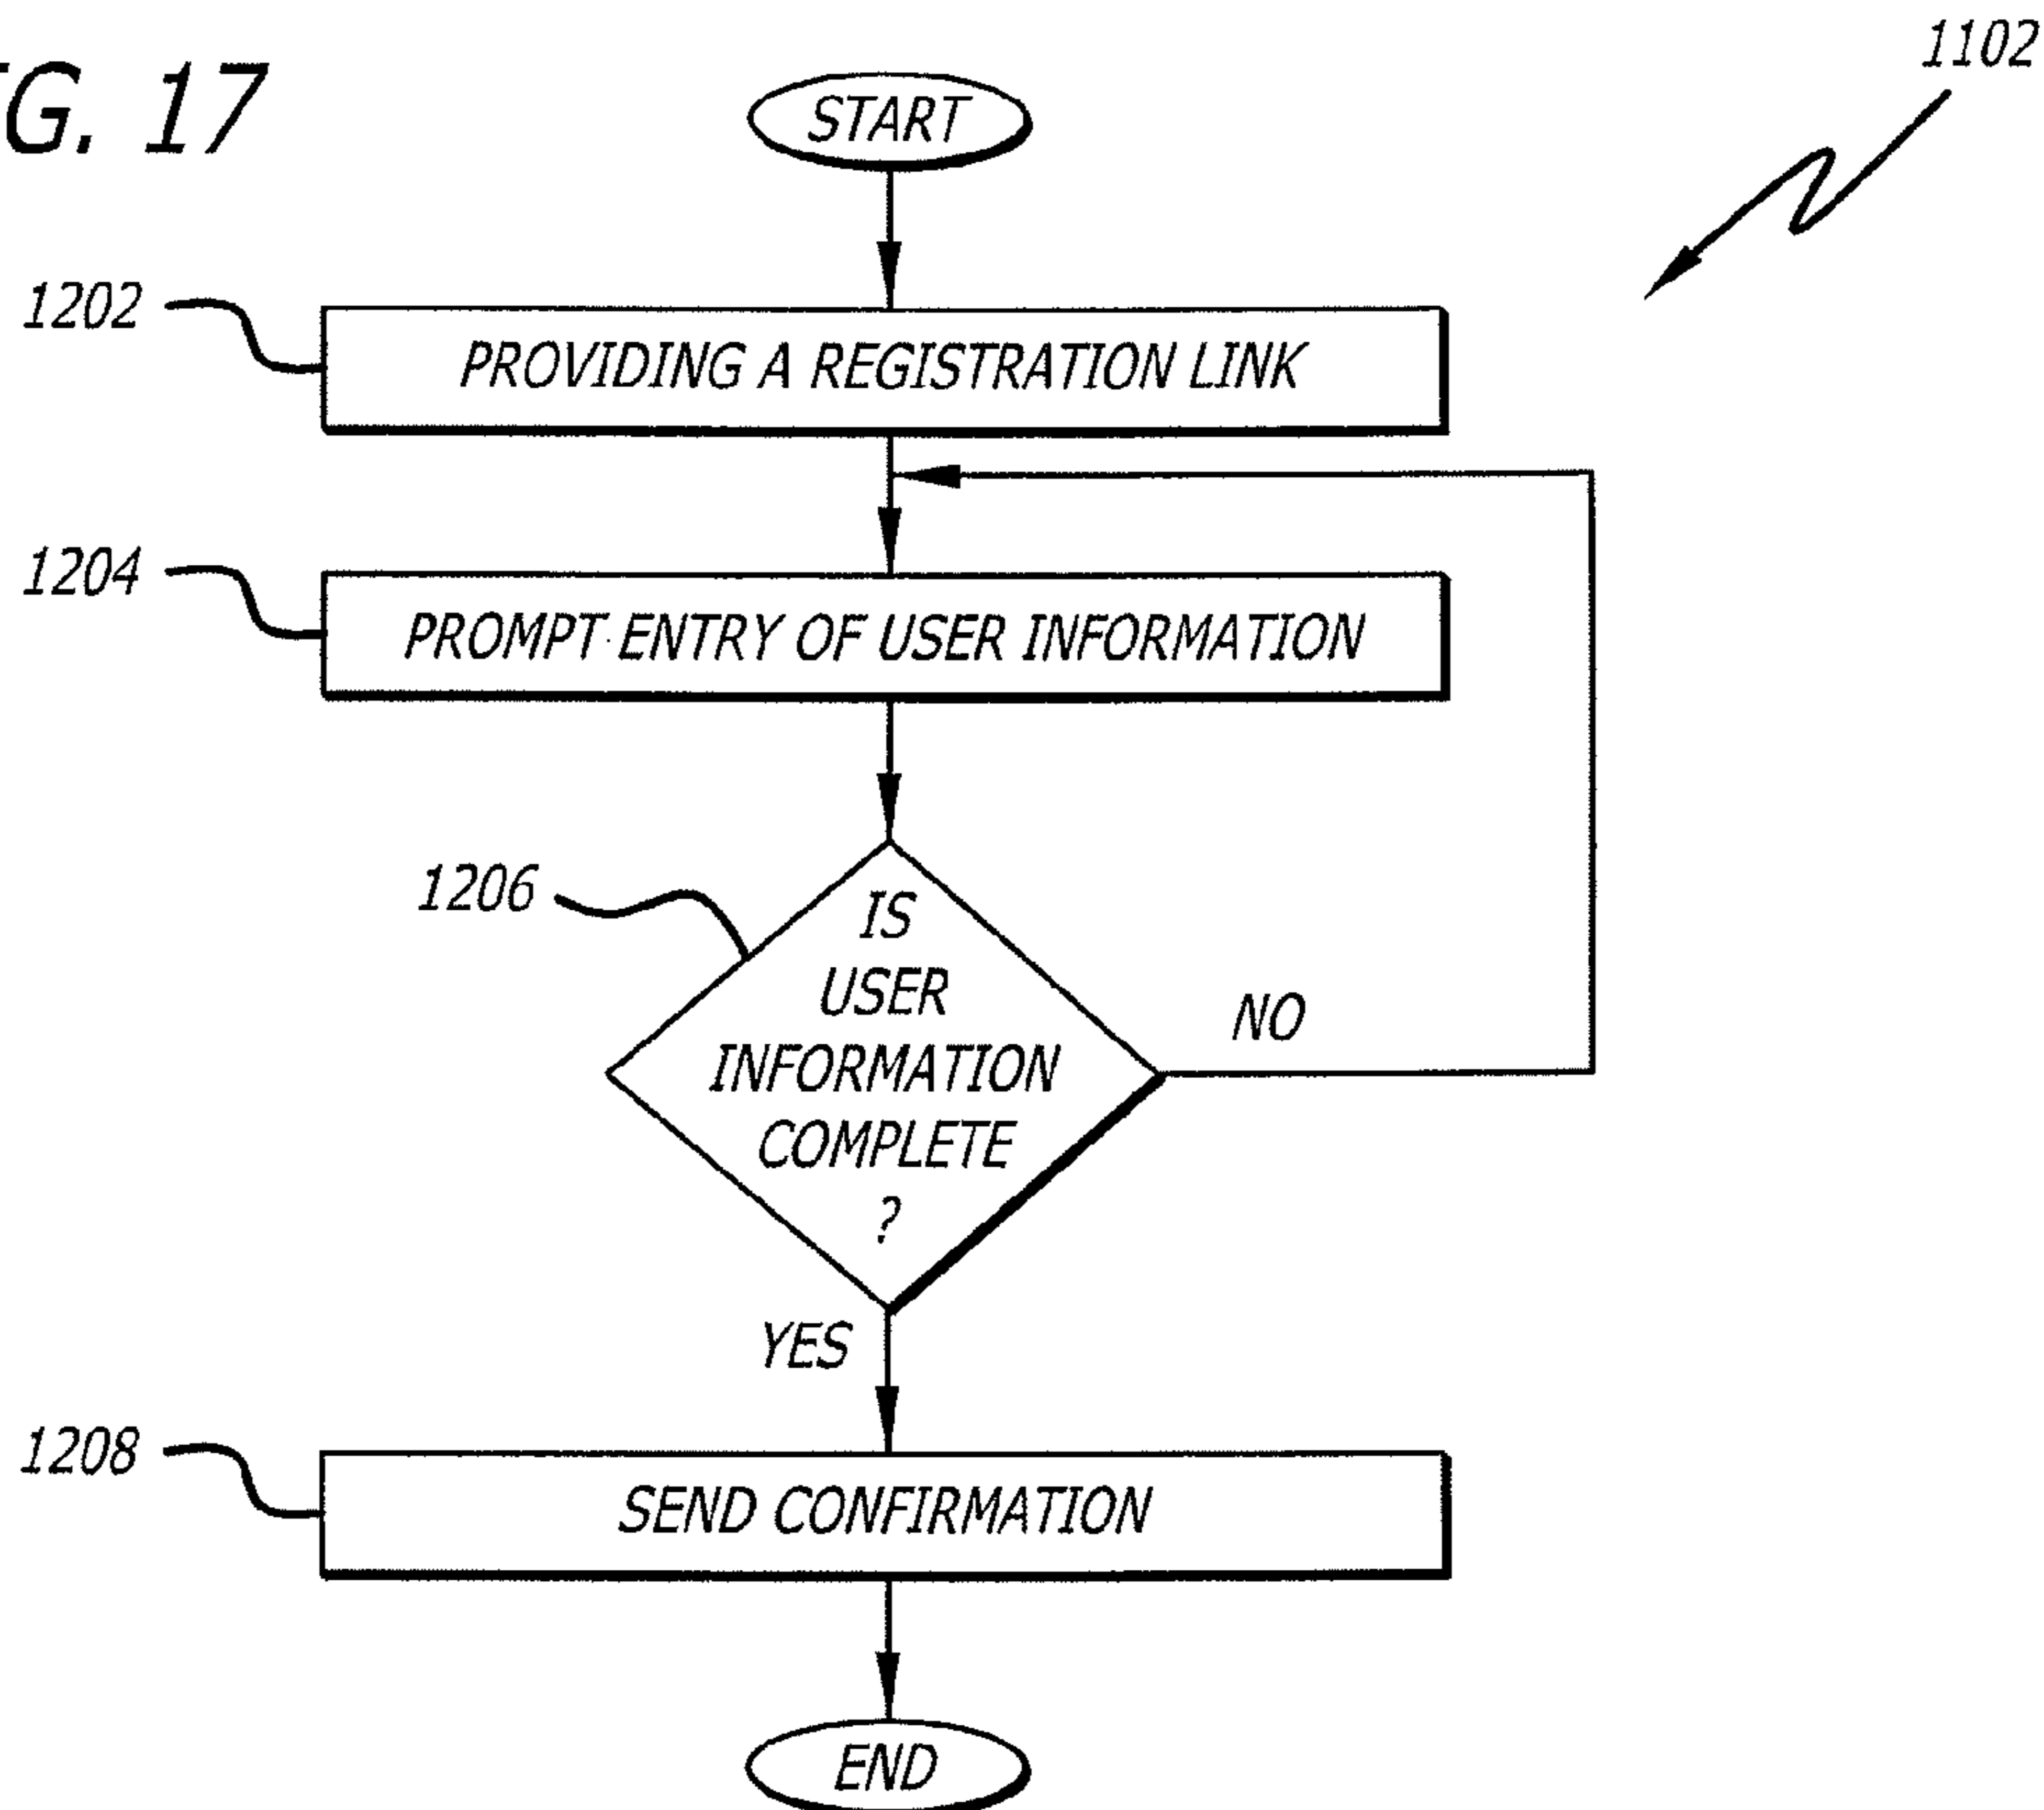 G. 17
1102
START
1202
PROVIDING A REGISTRATION LINK
1204
PROMPT ENTRY OF USER INFORMATION
1206
IS
USER
INFORMATION
COMPLETE
?
NO
YES
1208
SEND CONFIRMATION
END